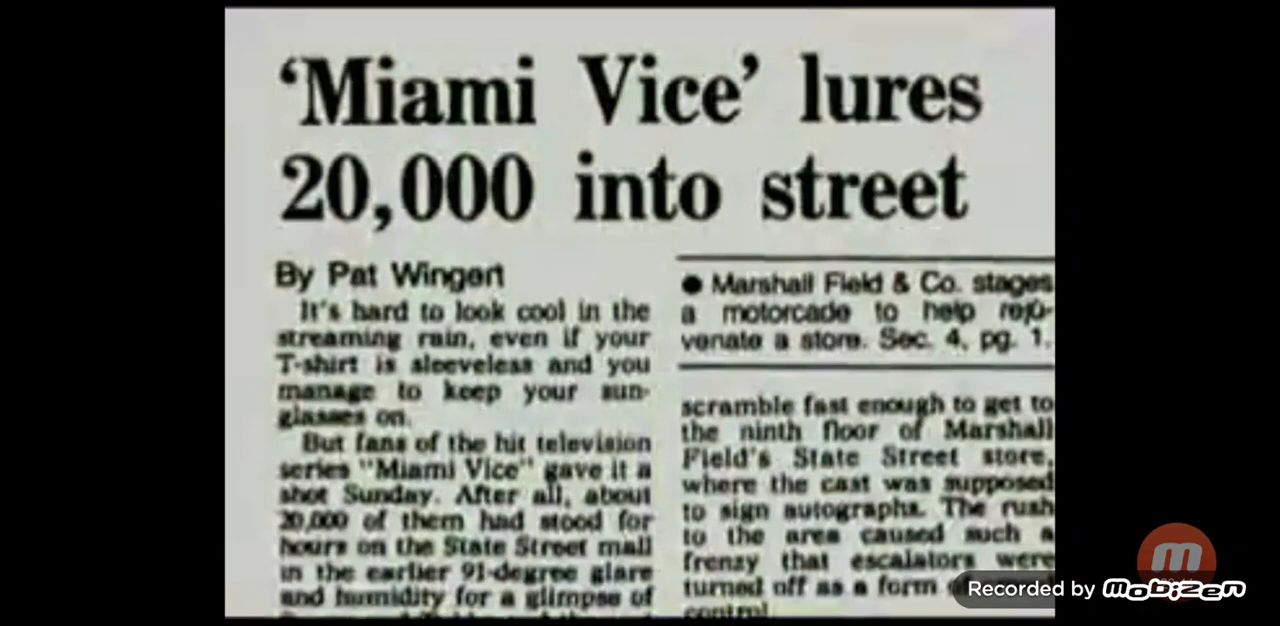 ‘Miami Vice’ lures
20,000 into street
By Pat Wingert
It's hard to look cool in the
streaming rain, even if your
T-shirt is sleeveless and you
manage to keep your sun-
glasses on.
But fans of the hit television
series "Miami Vice" gave it a
shot Sunday. After all, about
20,000 of them had stood for
hours on the State Street mall
in the earlier 91-degree glare
and humidity for a glimpse of
● Marshall Field & Co. stages
a motorcade to help reju-
venate a store. Sec. 4, pg. 1.
scramble fast enough to get to
the ninth floor of Marshall
Field's State Street store,
where the cast was supposed
to sign autographs. The rush
to the area caused such a
frenzy that escalators were
turned off as a form
control.
Recorded by mobizen